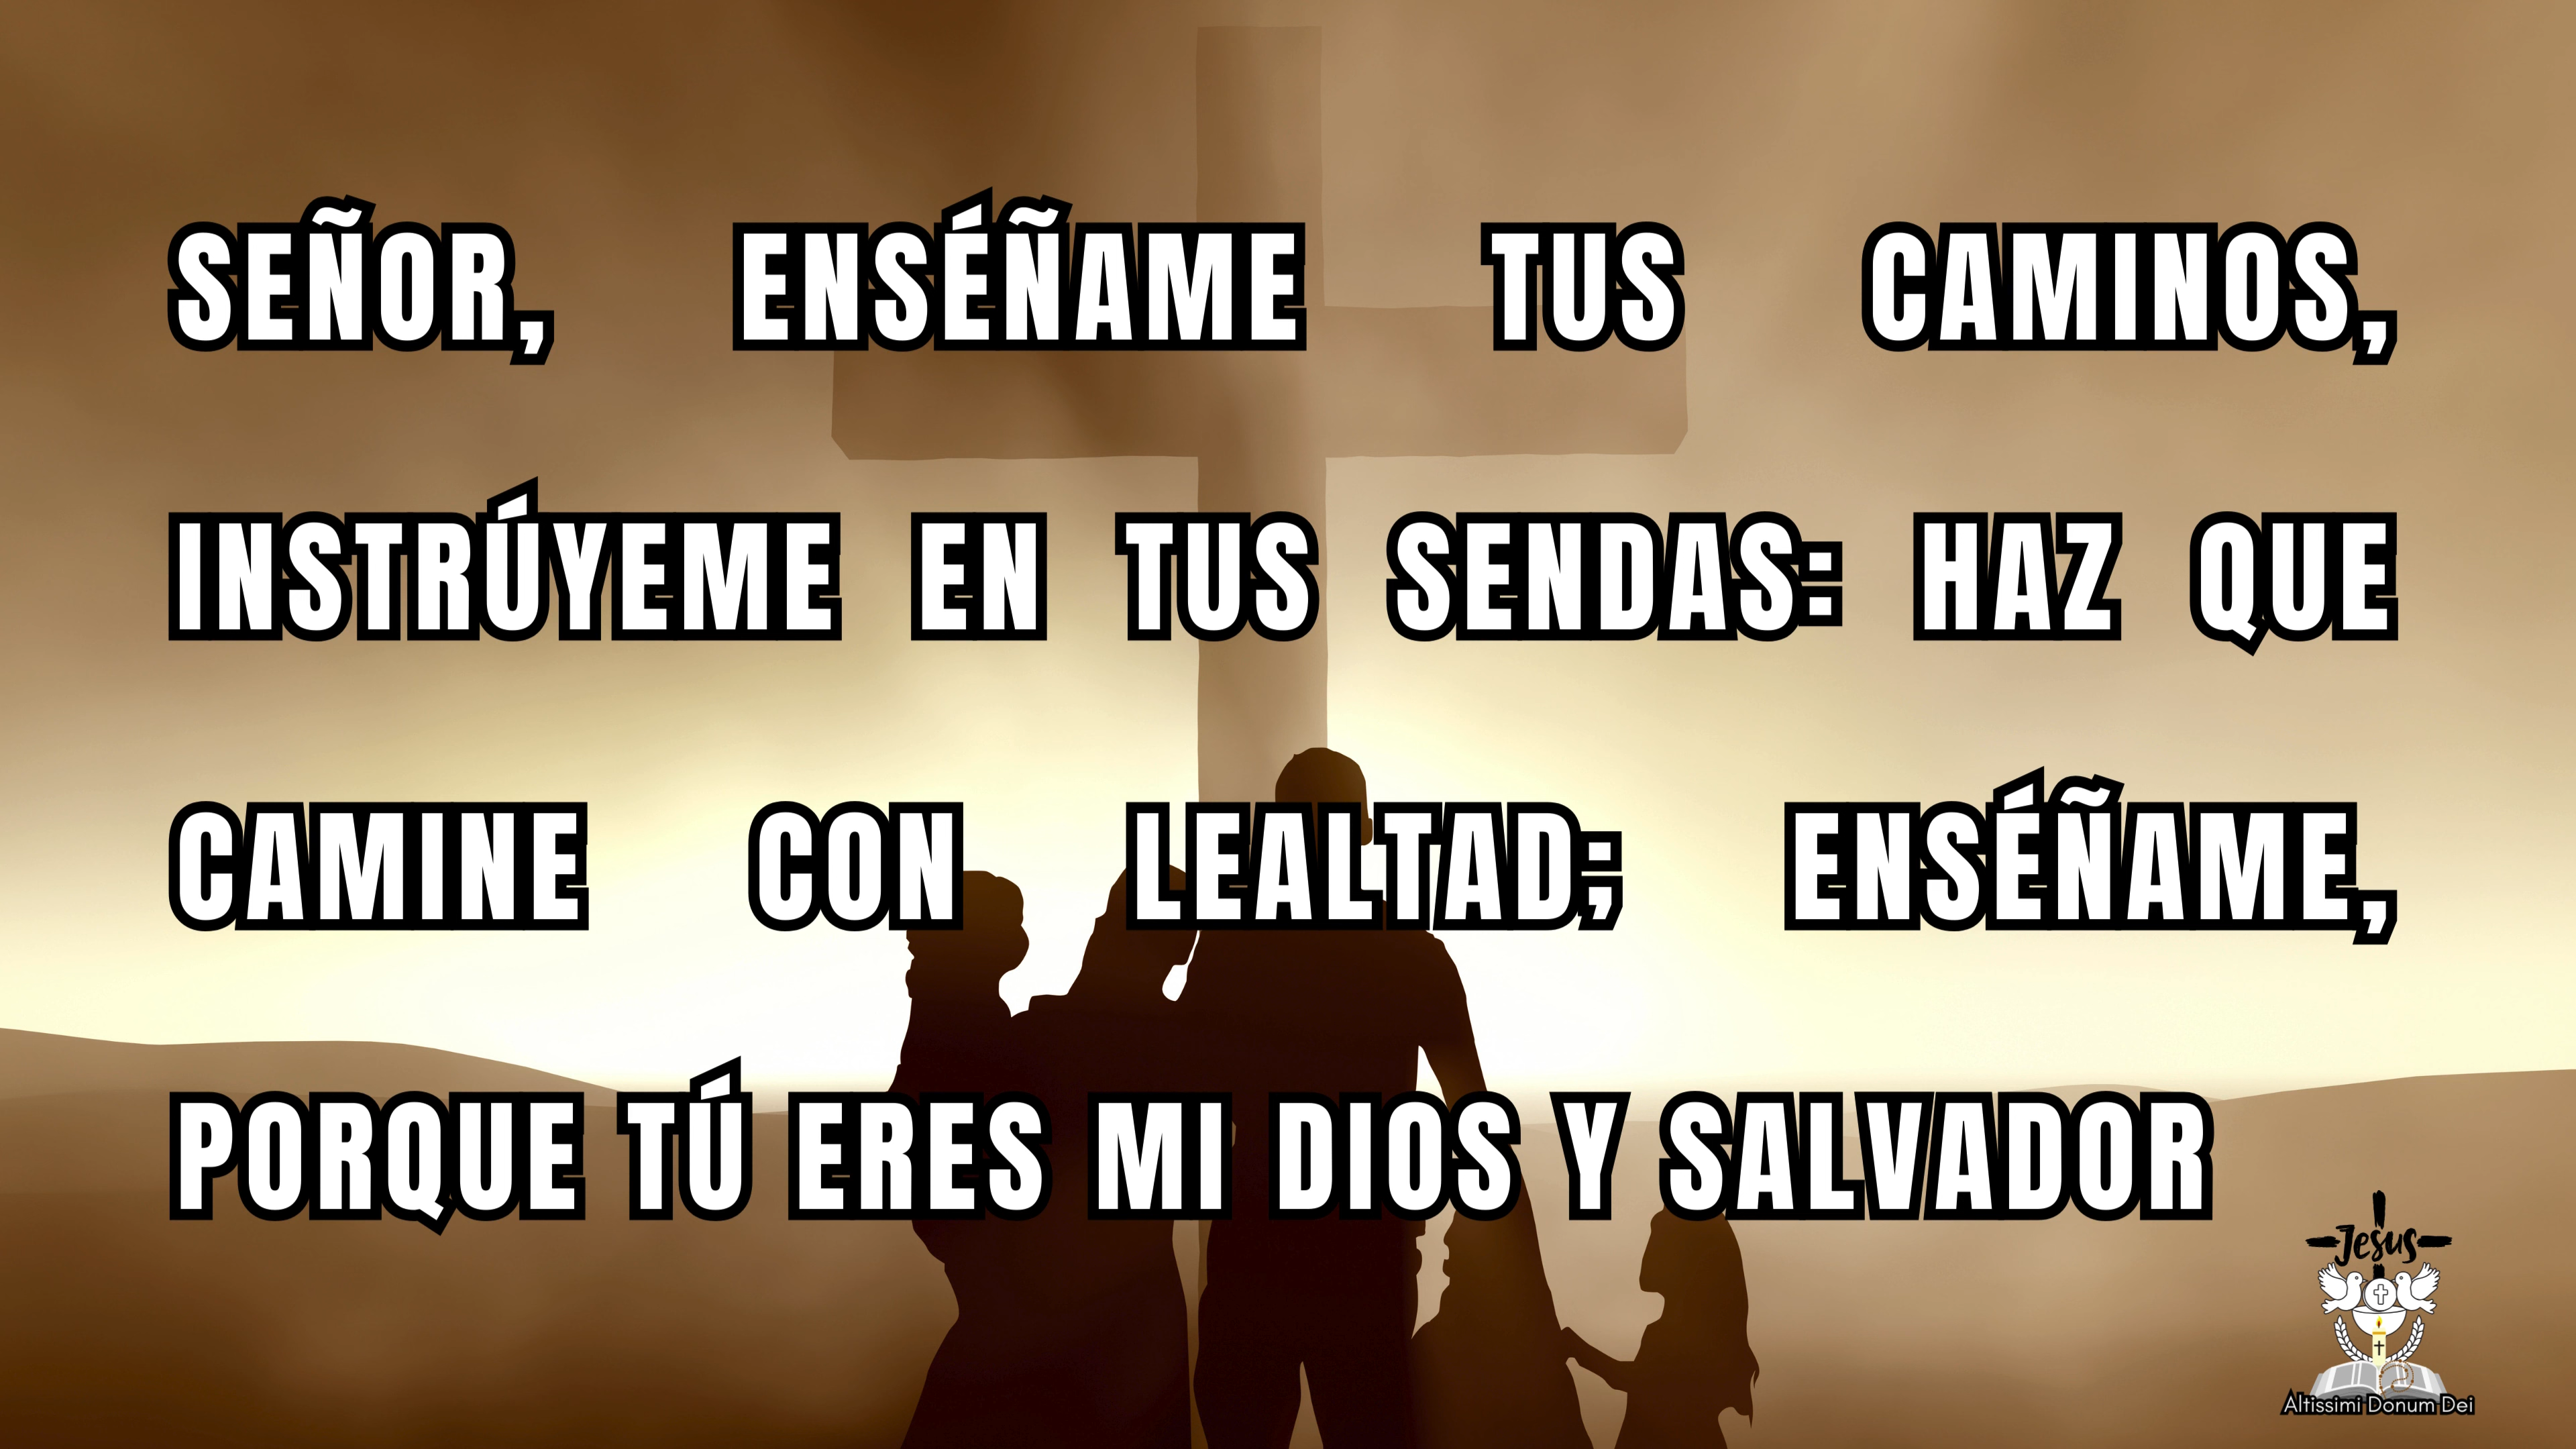 SEÑOR, ENSÉÑAME TUS CAMINOS,
INSTRÚYEME EN TUS SENDAS: HAZ QUE
CAMINE CON LEALTAD; ENSÉÑAME,
PORQUE TÚ ERES MI DIOS Y SALVADOR
Jesus
Altissimi Donum Dei